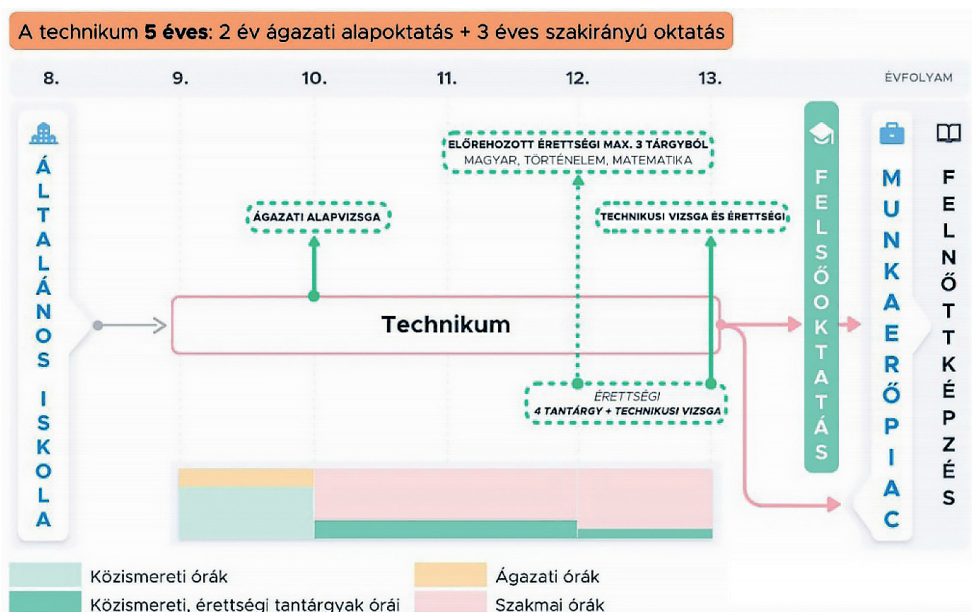 A technikum 5 éves: 2 év ágazati alapoktatás + 3 éves szakirányú oktatás
8. 9. 10. 11. 12. 13. ÉVFOLYAM
ÁLTALÁNOS ISKOLA
ELŐREHOZOTT ÉRETTSÉGI MAX. 3 TÁRGYBÓL
MAGYAR, TÖRTÉNELEM, MATEMATIKA
ÁGAZATI ALAPVIZSGA
TECHNIKUSI VIZSGA ÉS ÉRETTSÉGI
Technikum
ÉRETTSÉGI
4 TANTÁRGY + TECHNIKUSI VIZSGA
FELSŐOKTATÁS
MUNKAERŐPIAC
FELNŐTTKÉPZÉS
Közismereti órák
Ágazati órák
Közismereti, érettségi tantárgyak órái
Szakmai órák